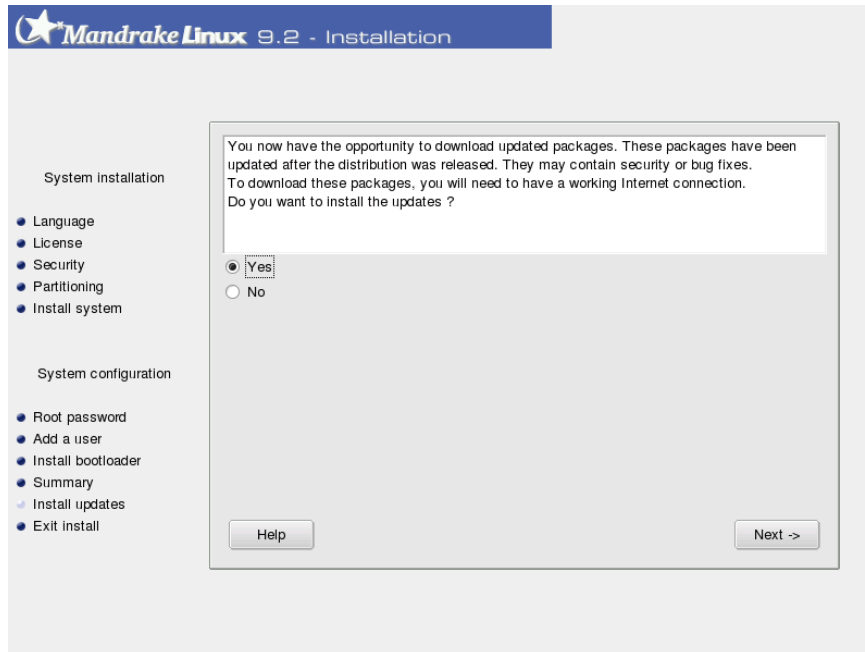 Mandrake Linux 9.2 - Installation
System installation
Language
License
Security
Partitioning
Install system
System configuration
Root password
Add a user
Install bootloader
Summary
Install updates
Exit install
You now have the opportunity to download updated packages. These packages have been
updated after the distribution was released. They may contain security or bug fixes.
To download these packages, you will need to have a working Internet connection.
Do you want to install the updates ?
Yes
No
Help
Next ->